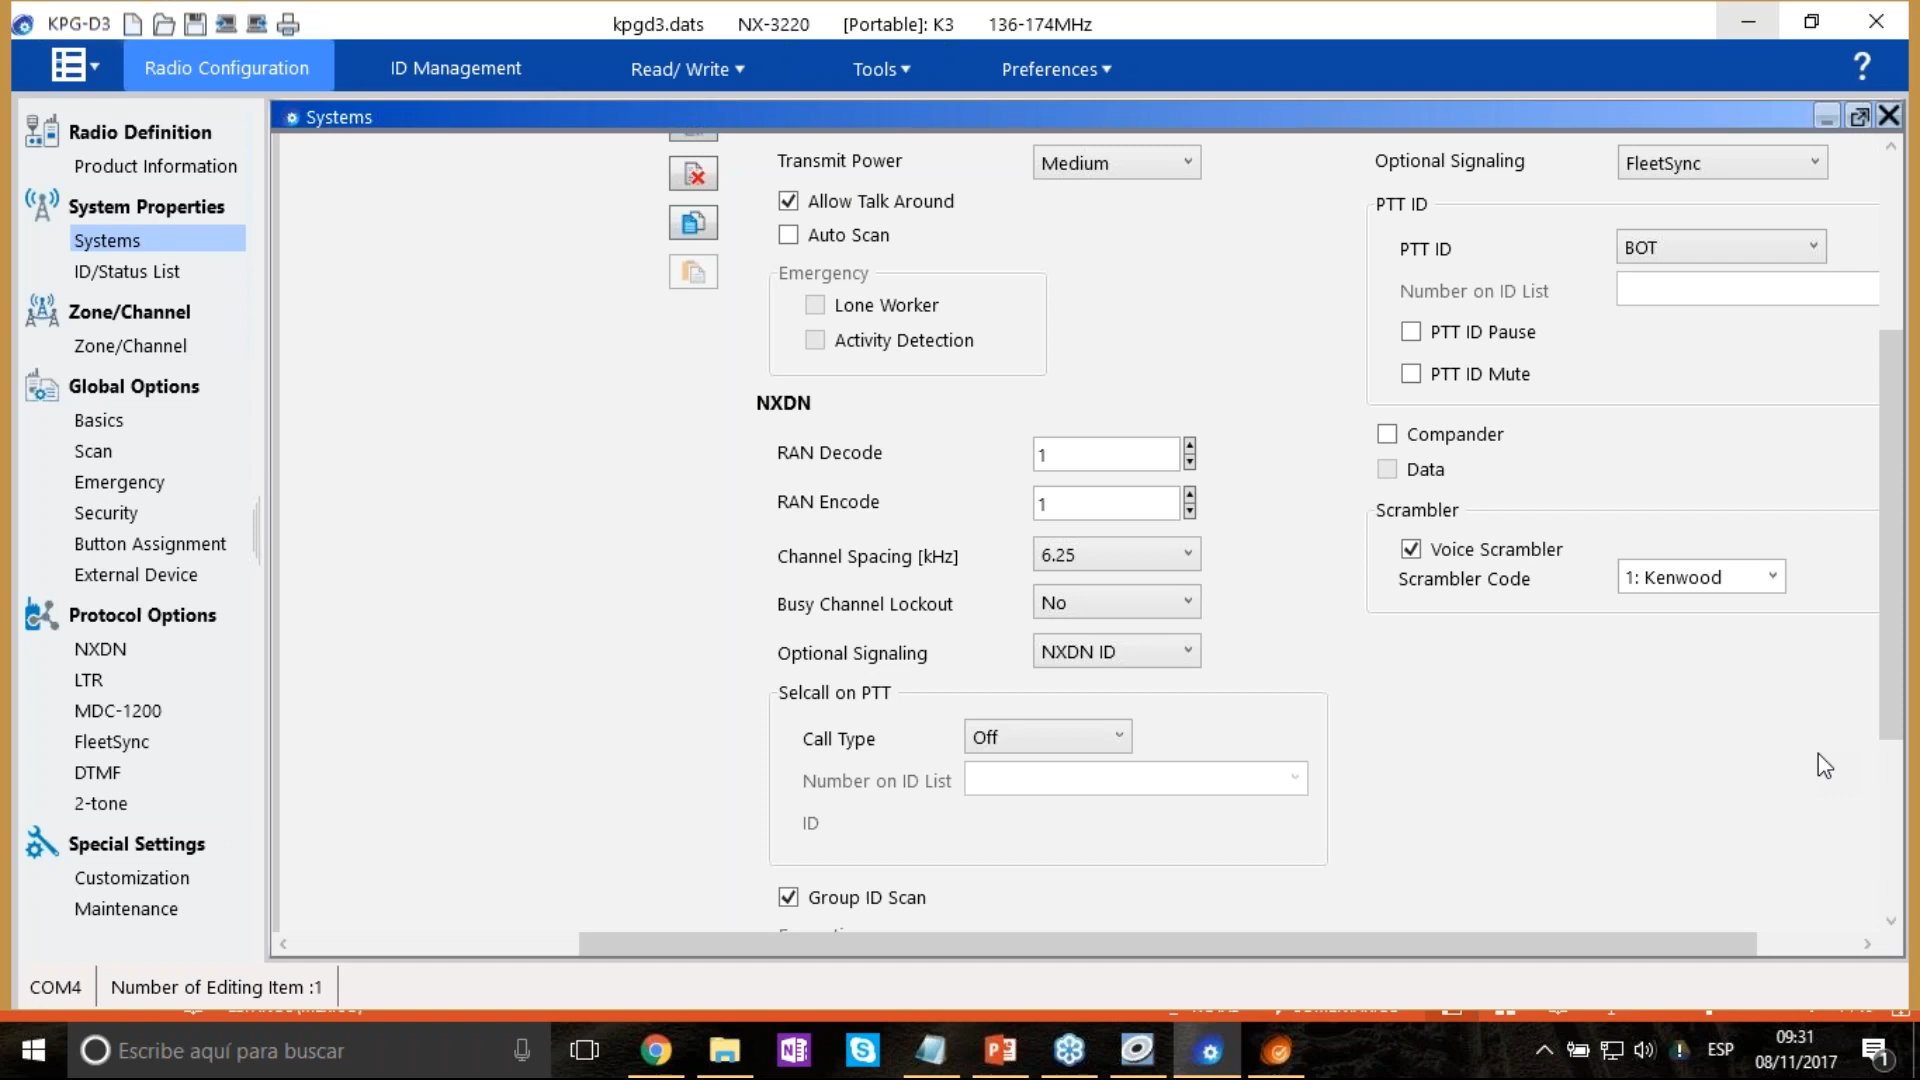 KPG-D3
kpgd3.dats NX-3220 [Portable]: K3 136-174MHz
Radio Configuration ID Management Read/ Write Tools Preferences ?
Radio Definition
Product Information
System Properties
Systems
ID/Status List
Zone/Channel
Zone/Channel
Global Options
Basics
Scan
Emergency
Security
Button Assignment
External Device
Protocol Options
NXDN
LTR
MDC-1200
FleetSync
DTMF
2-tone
Special Settings
Customization
Maintenance
Systems
Transmit Power Medium
Allow Talk Around
Auto Scan
Emergency
Lone Worker
Activity Detection
NXDN
RAN Decode 1
RAN Encode 1
Channel Spacing [kHz] 6.25
Busy Channel Lockout No
Optional Signaling NXDN ID
Selcall on PTT
Call Type Off
Number on ID List
ID
Group ID Scan
Optional Signaling FleetSync
PTT ID
PTT ID BOT
Number on ID List
PTT ID Pause
PTT ID Mute
Compander
Data
Scrambler
Voice Scrambler
Scrambler Code 1: Kenwood
COM4 Number of Editing Item :1
Escribe aquí para buscar
ESP
09:31
08/11/2017
1